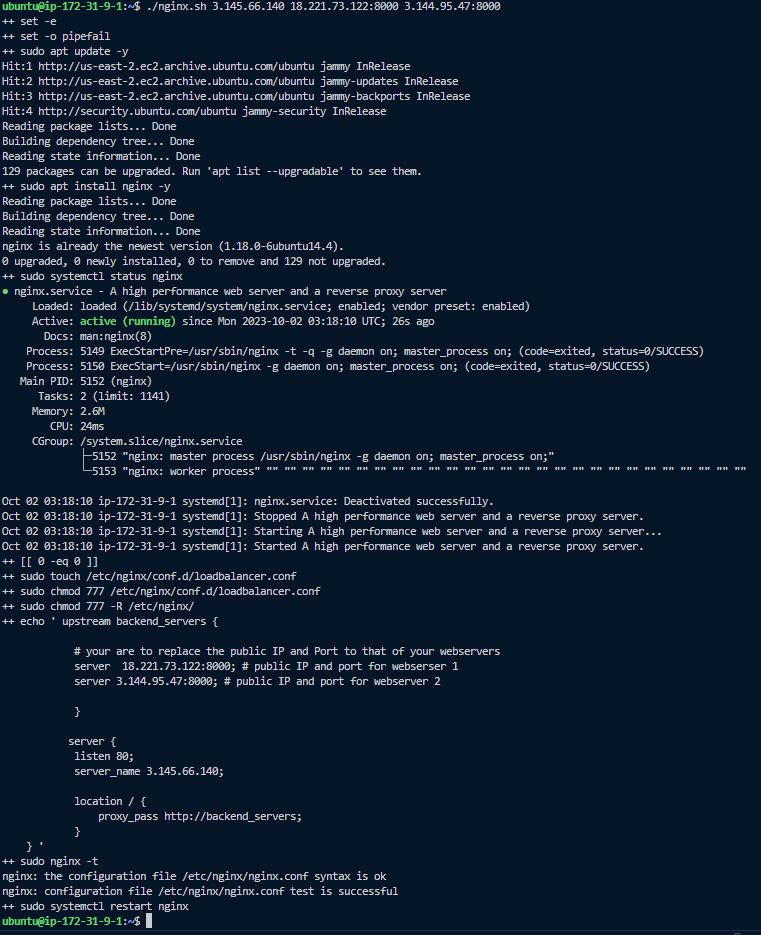 ubuntu@ip-172-31-9-1:~$ ./nginx.sh 3.145.66.140 18.221.73.122:8000 3.144.95.47:8000
++ set -e
++ set -o pipefail
++ sudo apt update -y
Hit:1 http://us-east-2.ec2.archive.ubuntu.com/ubuntu jammy InRelease
Hit:2 http://us-east-2.ec2.archive.ubuntu.com/ubuntu jammy-updates InRelease
Hit:3 http://us-east-2.ec2.archive.ubuntu.com/ubuntu jammy-backports InRelease
Hit:4 http://security.ubuntu.com/ubuntu jammy-security InRelease
Reading package lists... Done
Building dependency tree... Done
Reading state information... Done
129 packages can be upgraded. Run 'apt list --upgradable' to see them.
++ sudo apt install nginx -y
Reading package lists... Done
Building dependency tree... Done
Reading state information... Done
nginx is already the newest version (1.18.0-6ubuntu14.4).
0 upgraded, 0 newly installed, 0 to remove and 129 not upgraded.
++ sudo systemctl status nginx
● nginx.service - A high performance web server and a reverse proxy server
     Loaded: loaded (/lib/systemd/system/nginx.service; enabled; vendor preset: enabled)
     Active: active (running) since Mon 2023-10-02 03:18:10 UTC; 26s ago
       Docs: man:nginx(8)
    Process: 5149 ExecStartPre=/usr/sbin/nginx -t -q -g daemon on; master_process on; (code=exited, status=0/SUCCESS)
    Process: 5150 ExecStart=/usr/sbin/nginx -g daemon on; master_process on; (code=exited, status=0/SUCCESS)
   Main PID: 5152 (nginx)
      Tasks: 2 (limit: 1141)
     Memory: 2.6M
        CPU: 24ms
     CGroup: /system.slice/nginx.service
             ├─5152 "nginx: master process /usr/sbin/nginx -g daemon on; master_process on;"
             └─5153 "nginx: worker process" "" "" "" "" "" "" "" "" "" "" "" "" "" "" "" "" "" "" "" "" "" "" "" "" "" "" ""

Oct 02 03:18:10 ip-172-31-9-1 systemd[1]: nginx.service: Deactivated successfully.
Oct 02 03:18:10 ip-172-31-9-1 systemd[1]: Stopped A high performance web server and a reverse proxy server.
Oct 02 03:18:10 ip-172-31-9-1 systemd[1]: Starting A high performance web server and a reverse proxy server...
Oct 02 03:18:10 ip-172-31-9-1 systemd[1]: Started A high performance web server and a reverse proxy server.
++ [[ 0 -eq 0 ]]
++ sudo touch /etc/nginx/conf.d/loadbalancer.conf
++ sudo chmod 777 /etc/nginx/conf.d/loadbalancer.conf
++ sudo chmod 777 -R /etc/nginx/
++ echo ' upstream backend_servers {

            # your are to replace the public IP and Port to that of your webservers
            server  18.221.73.122:8000; # public IP and port for webserser 1
            server 3.144.95.47:8000; # public IP and port for webserver 2

            }

           server {
            listen 80;
            server_name 3.145.66.140;

            location / {
                proxy_pass http://backend_servers;
            }
    } '
++ sudo nginx -t
nginx: the configuration file /etc/nginx/nginx.conf syntax is ok
nginx: configuration file /etc/nginx/nginx.conf test is successful
++ sudo systemctl restart nginx
ubuntu@ip-172-31-9-1:~$